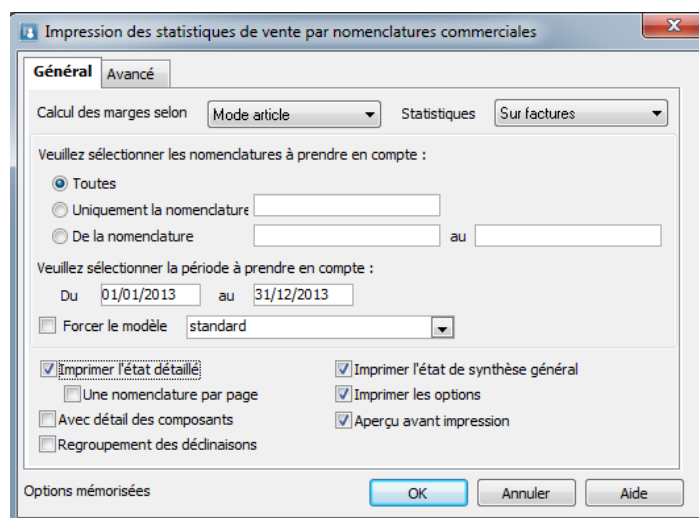 Impression des statistiques de vente par nomenclatures commerciales
Général Avancé
Calcul des marges selon Mode article Statistiques Sur factures
Veuillez sélectionner les nomenclatures à prendre en compte :
Toutes
Uniquement la nomenclature
De la nomenclature au
Veuillez sélectionner la période à prendre en compte :
Du 01/01/2013 au 31/12/2013
Forcer le modèle standard
Imprimer l'état détaillé Imprimer l'état de synthèse général
Une nomenclature par page Imprimer les options
Avec détail des composants Aperçu avant impression
Regroupement des déclinaisons
Options mémorisées OK Annuler Aide